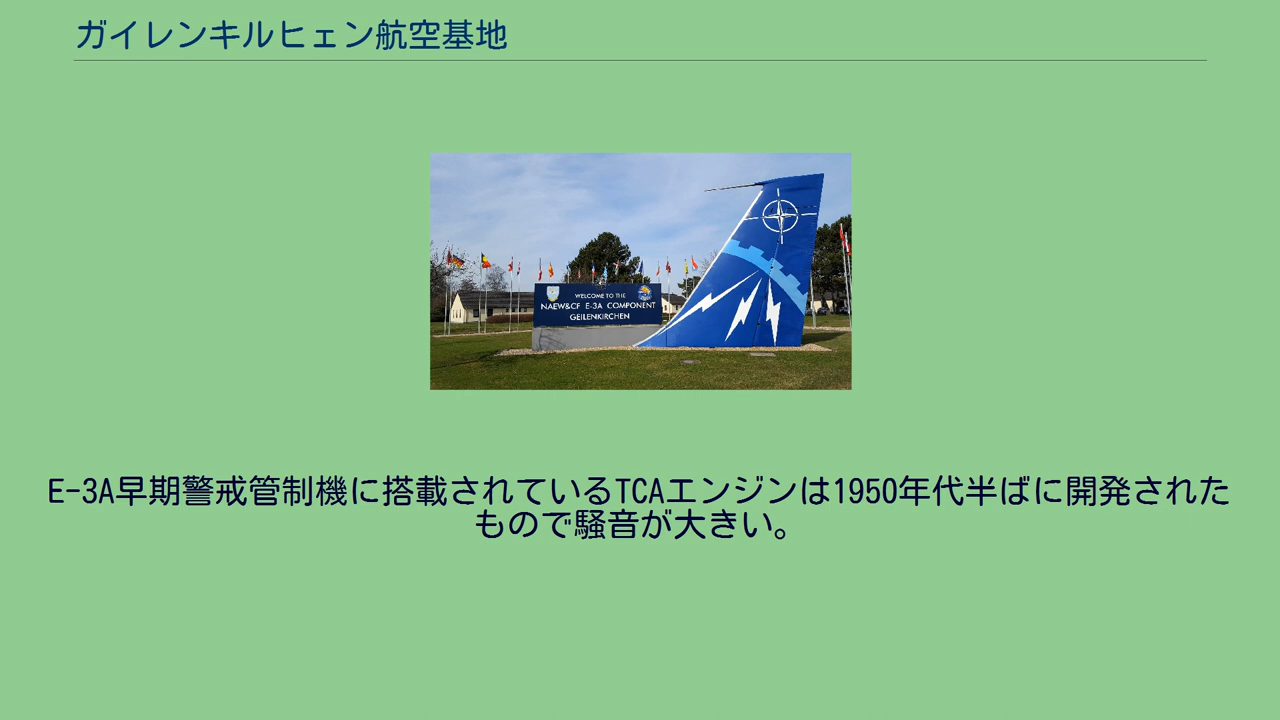 ガイレンキルヒェン航空基地
WELCOME TO THE
NAEW&CF E-3A COMPONENT
GEILENKIRCHEN
E-3A早期警戒管制機に搭載されているTCAエンジンは1950年代半ばに開発された
もので騒音が大きい。